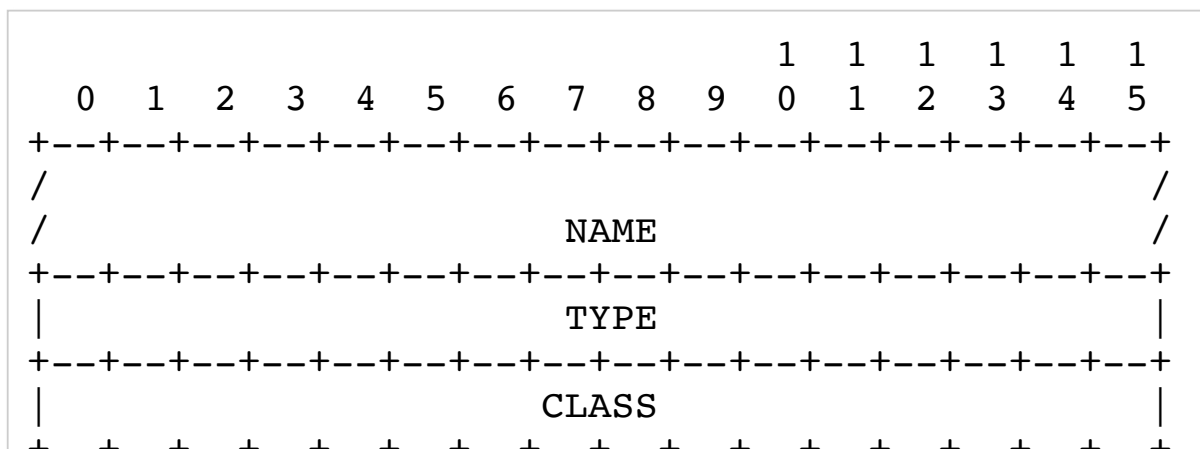 1  1  1  1  1  1
  0  1  2  3  4  5  6  7  8  9  0  1  2  3  4  5
+--+--+--+--+--+--+--+--+--+--+--+--+--+--+--+--+
/                                               /
/                      NAME                     /
+--+--+--+--+--+--+--+--+--+--+--+--+--+--+--+--+
|                      TYPE                     |
+--+--+--+--+--+--+--+--+--+--+--+--+--+--+--+--+
|                     CLASS                     |
+--+--+--+--+--+--+--+--+--+--+--+--+--+--+--+--+